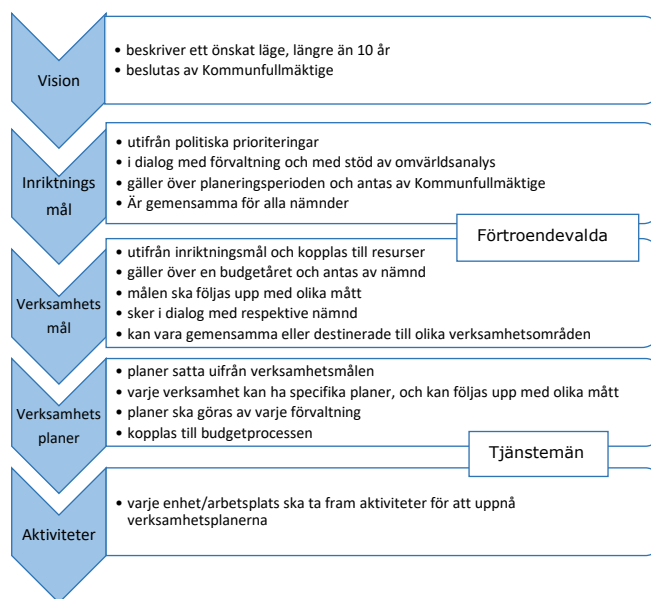 Vision
• beskriver ett önskat läge, längre än 10 år
• beslutas av Kommunfullmäktige
Inriktnings
mål
• utifrån politiska prioriteringar
• i dialog med förvaltning och med stöd av omvärldsanalys
• gäller över planeringsperioden och antas av Kommunfullmäktige
• Är gemensamma för alla nämnder
Förtroendevalda
Verksamhets
mål
• utifrån inriktningsmål och kopplas till resurser
• gäller över en budgetåret och antas av nämnd
• målen ska följas upp med olika mått
• sker i dialog med respektive nämnd
• kan vara gemensamma eller destinerade till olika verksamhetsområden
Verksamhets
planer
• planer satta uifrån verksamhetsmålen
• varje verksamhet kan ha specifika planer, och kan följas upp med olika mått
• planer ska göras av varje förvaltning
• kopplas till budgetprocessen
Tjänstemän
Aktiviteter
• varje enhet/arbetsplats ska ta fram aktiviteter för att uppnå
verksamhetsplanerna